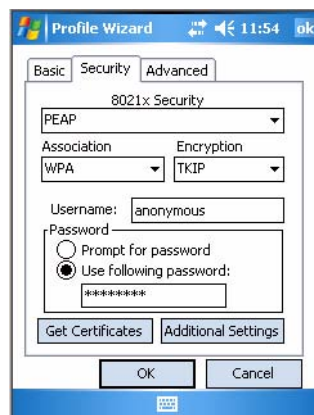 Profile Wizard 11:54 ok
Basic Security Advanced
8021x Security
PEAP
Association Encryption
WPA TKIP
Username: anonymous
Password
Prompt for password
Use following password:
********
Get Certificates Additional Settings
OK Cancel